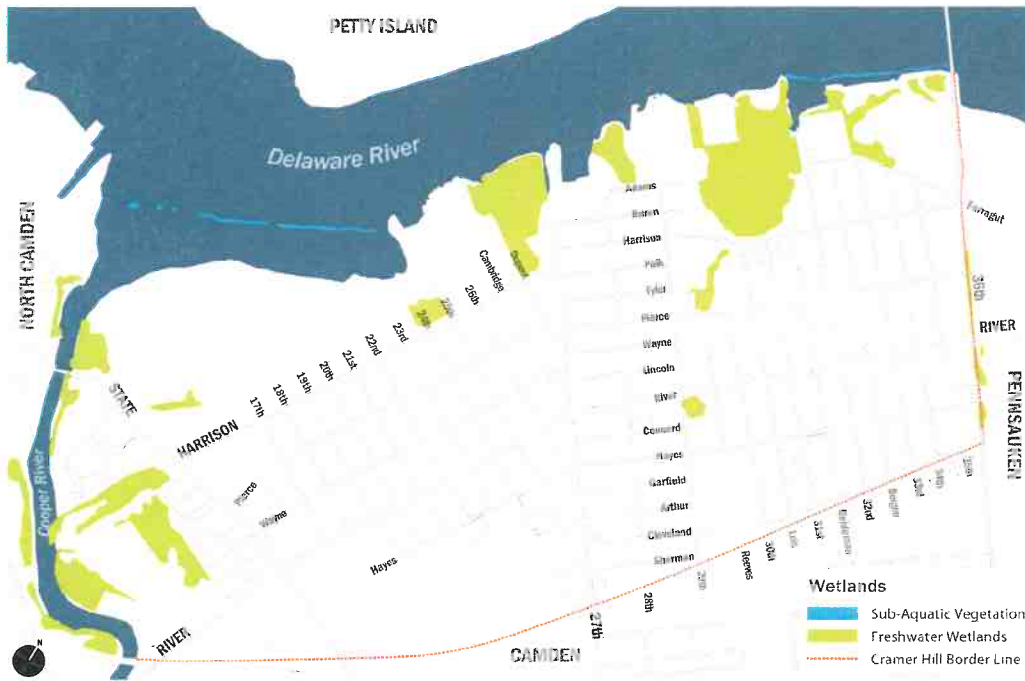 PETTY ISLAND
Delaware River
NORTH CAMDEN
Adams
Harrison
Farragut
Cambridge
Polk
Tyler
26th
25th
24th
23rd
22nd
21st
20th
19th
18th
17th
36th
Pierce
RIVER
Wayne
Lincoln
STATE
River
HARRISON
Concord
PENNSAUKEN
Hayes
Garfield
Cooper River
Pierce
Wayne
Arthur
Cleveland
Sherman
Hayes
34th
33rd
Bergen
32nd
Beideman
31st
Lois
30th
Reeves
29th
28th
27th
RIVER
CAMDEN
N
Wetlands
Sub-Aquatic Vegetation
Freshwater Wetlands
Cramer Hill Border Line